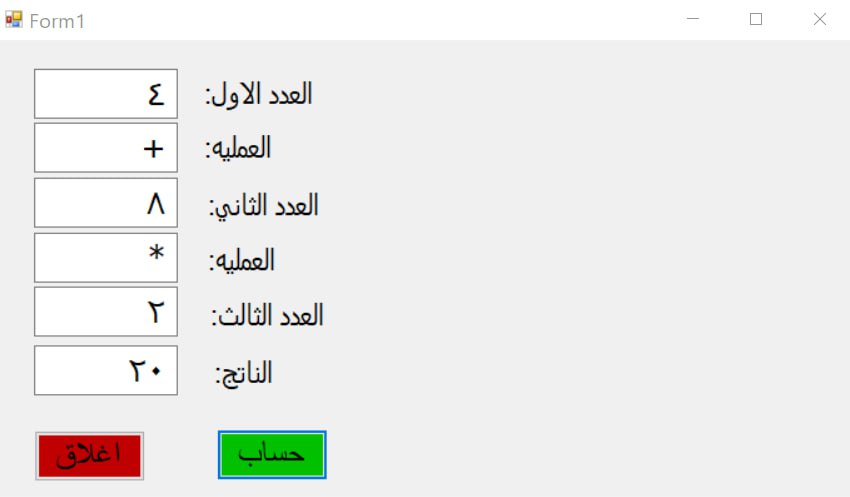 Form1
العدد الاول: ٤
العمليه: +
العدد الثاني: ٨
العمليه: *
العدد الثالث: ٢
الناتج: ٢٠
حساب اغلاق